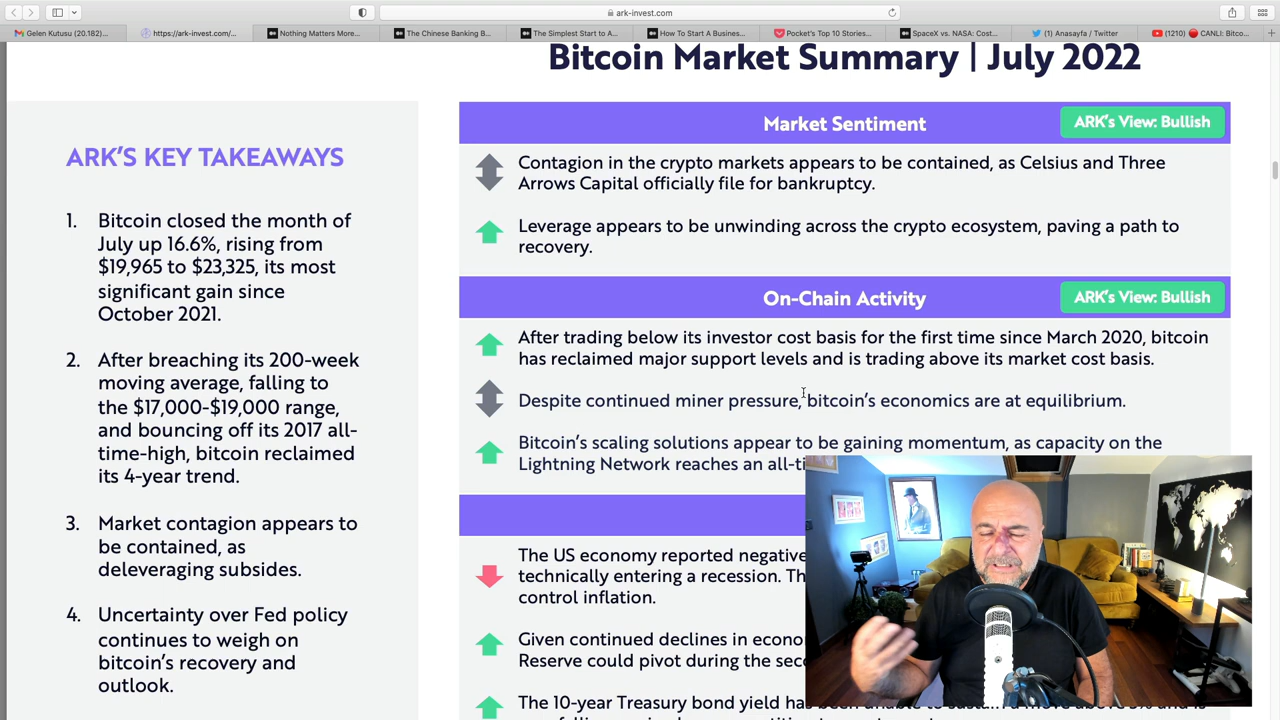 ark-invest.com
Gelen Kutusu (20.182)...
https://ark-invest.com/...
Nothing Matters More...
The Chinese Banking B...
The Simplest Start to A...
How To Start A Busines...
Pocket's Top 10 Stories...
SpaceX vs. NASA: Cost...
(1) Anasayfa / Twitter
(1210) CANLI: Bitco...
Bitcoin Market Summary | July 2022
ARK'S KEY TAKEAWAYS
1. Bitcoin closed the month of
July up 16.6%, rising from
$19,965 to $23,325, its most
significant gain since
October 2021.
2. After breaching its 200-week
moving average, falling to
the $17,000-$19,000 range,
and bouncing off its 2017 all-
time-high, bitcoin reclaimed
its 4-year trend.
3. Market contagion appears to
be contained, as
deleveraging subsides.
4. Uncertainty over Fed policy
continues to weigh on
bitcoin's recovery and
outlook.
Market Sentiment
ARK's View: Bullish
Contagion in the crypto markets appears to be contained, as Celsius and Three
Arrows Capital officially file for bankruptcy.
Leverage appears to be unwinding across the crypto ecosystem, paving a path to
recovery.
On-Chain Activity
ARK's View: Bullish
After trading below its investor cost basis for the first time since March 2020, bitcoin
has reclaimed major support levels and is trading above its market cost basis.
Despite continued miner pressure, bitcoin's economics are at equilibrium.
Bitcoin's scaling solutions appear to be gaining momentum, as capacity on the
Lightning Network reaches an all-ti
The US economy reported negative
technically entering a recession. Th
control inflation.
Given continued declines in econo
Reserve could pivot during the sec
The 10-year Treasury bond yield has been unable to